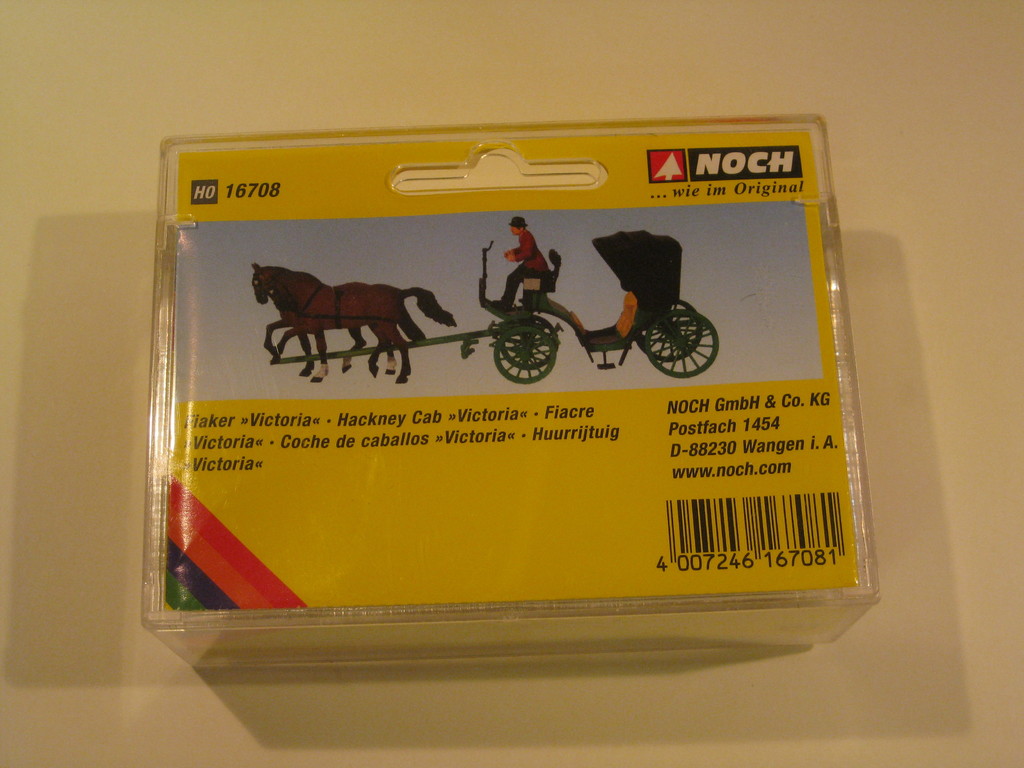 HO 16708
NOCH
... wie im Original
Fiaker »Victoria« · Hackney Cab »Victoria« · Fiacre
»Victoria« · Coche de caballos »Victoria« · Huurrijtuig
»Victoria«
NOCH GmbH & Co. KG
Postfach 1454
D-88230 Wangen i. A.
www.noch.com
4 007246 167081